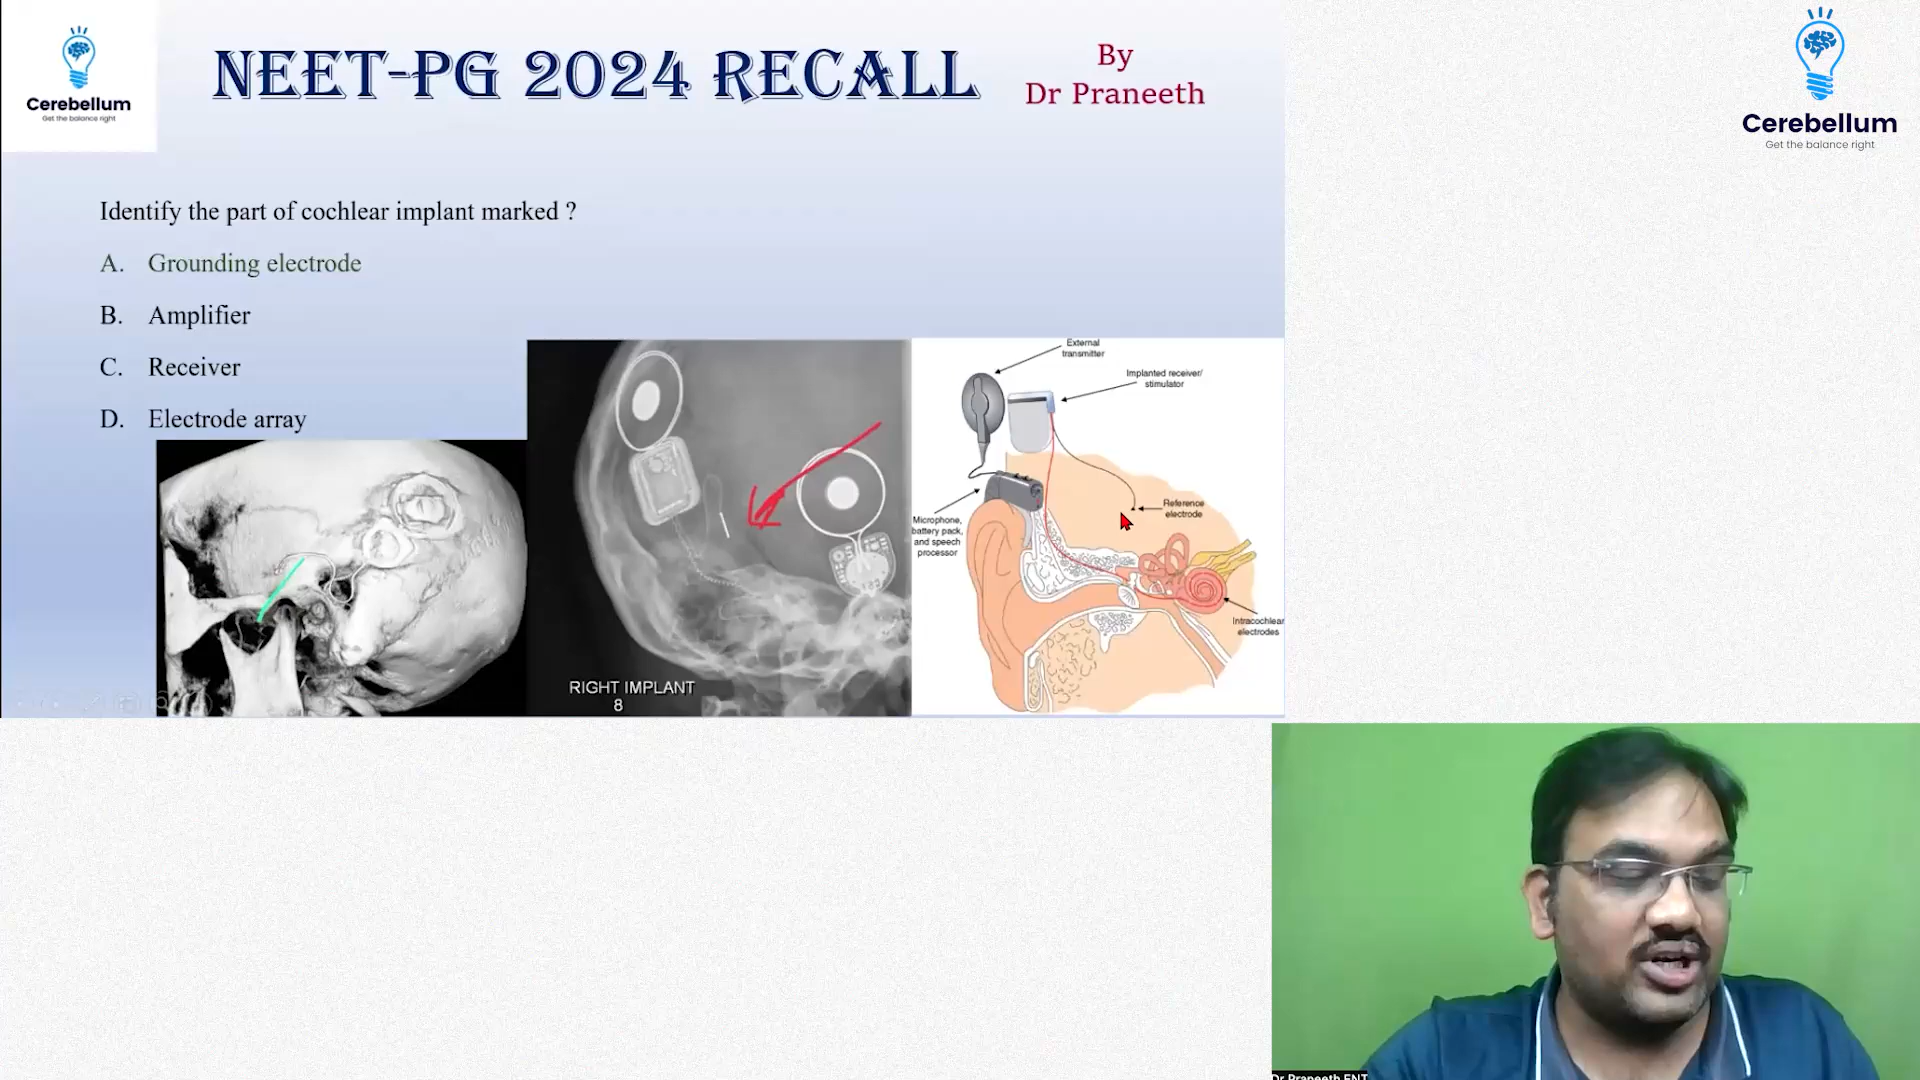 Cerebellum
Get the balance right
NEET-PG 2024 RECALL
By
Dr Praneeth
Cerebellum
Get the balance right
Identify the part of cochlear implant marked ?
A. Grounding electrode
B. Amplifier
C. Receiver
D. Electrode array
RIGHT IMPLANT
8
External
transmitter
Implanted receiver/
stimulator
Microphone,
battery pack,
and speech
processor
Reference
electrode
Intracochlear
electrodes
Dr Praneeth ENT